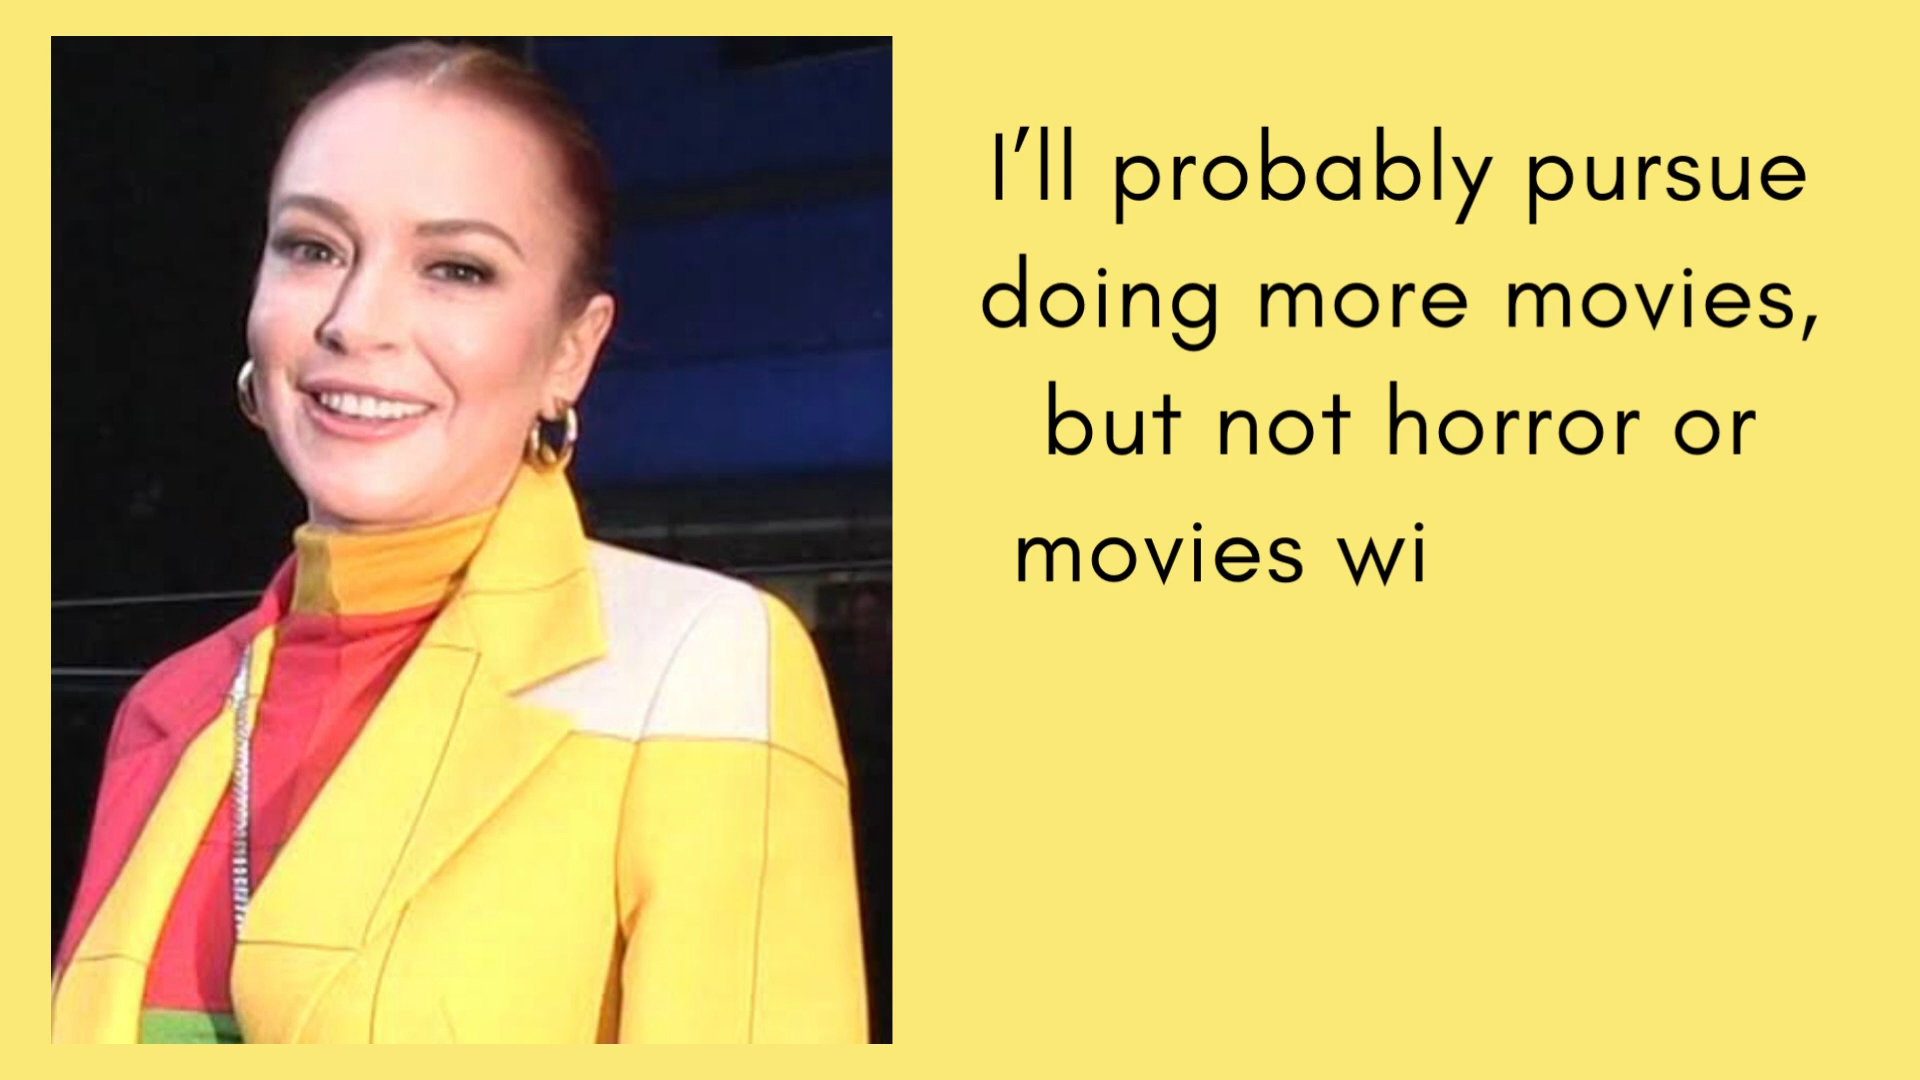 I’ll probably pursue
doing more movies,
but not horror or
movies wi